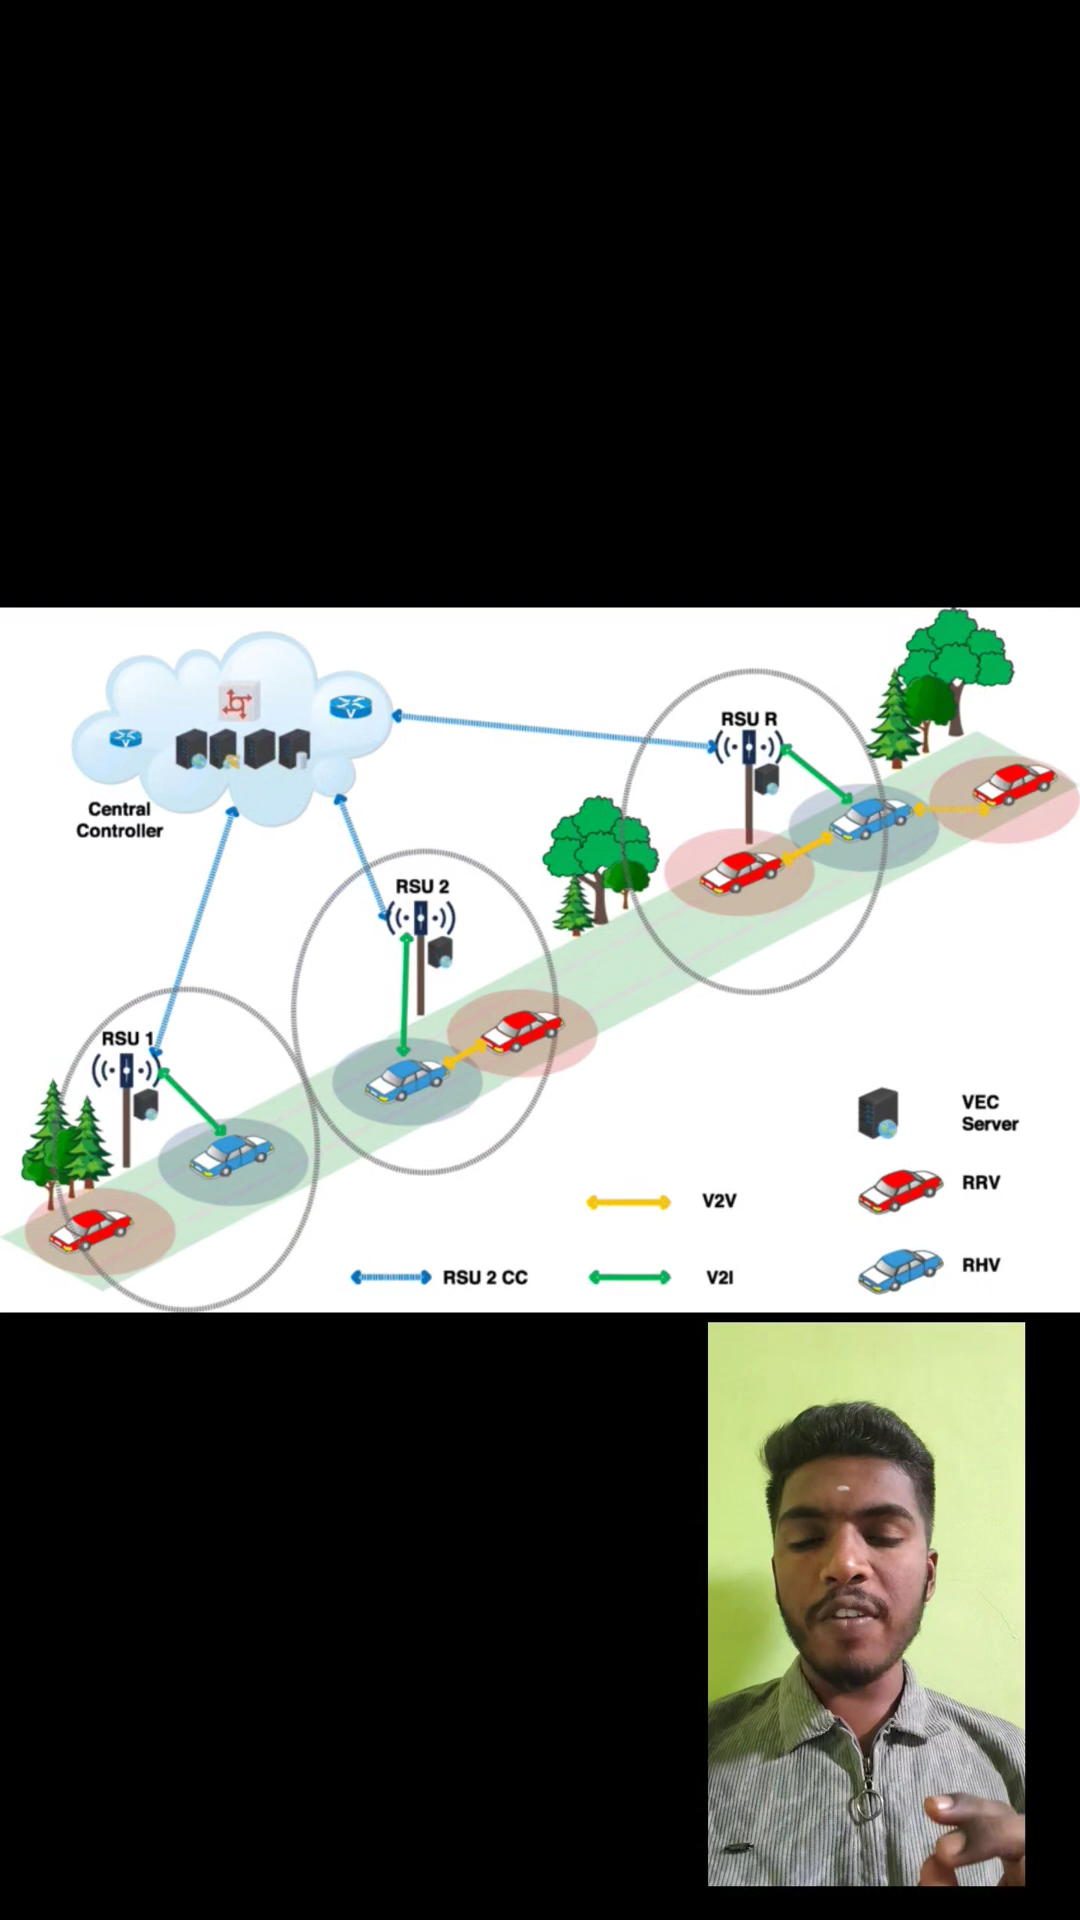 RSU R
Central
Controller
RSU 2
RSU 1
VEC
Server
RRV
V2V
RHV
RSU 2 CC
V2I